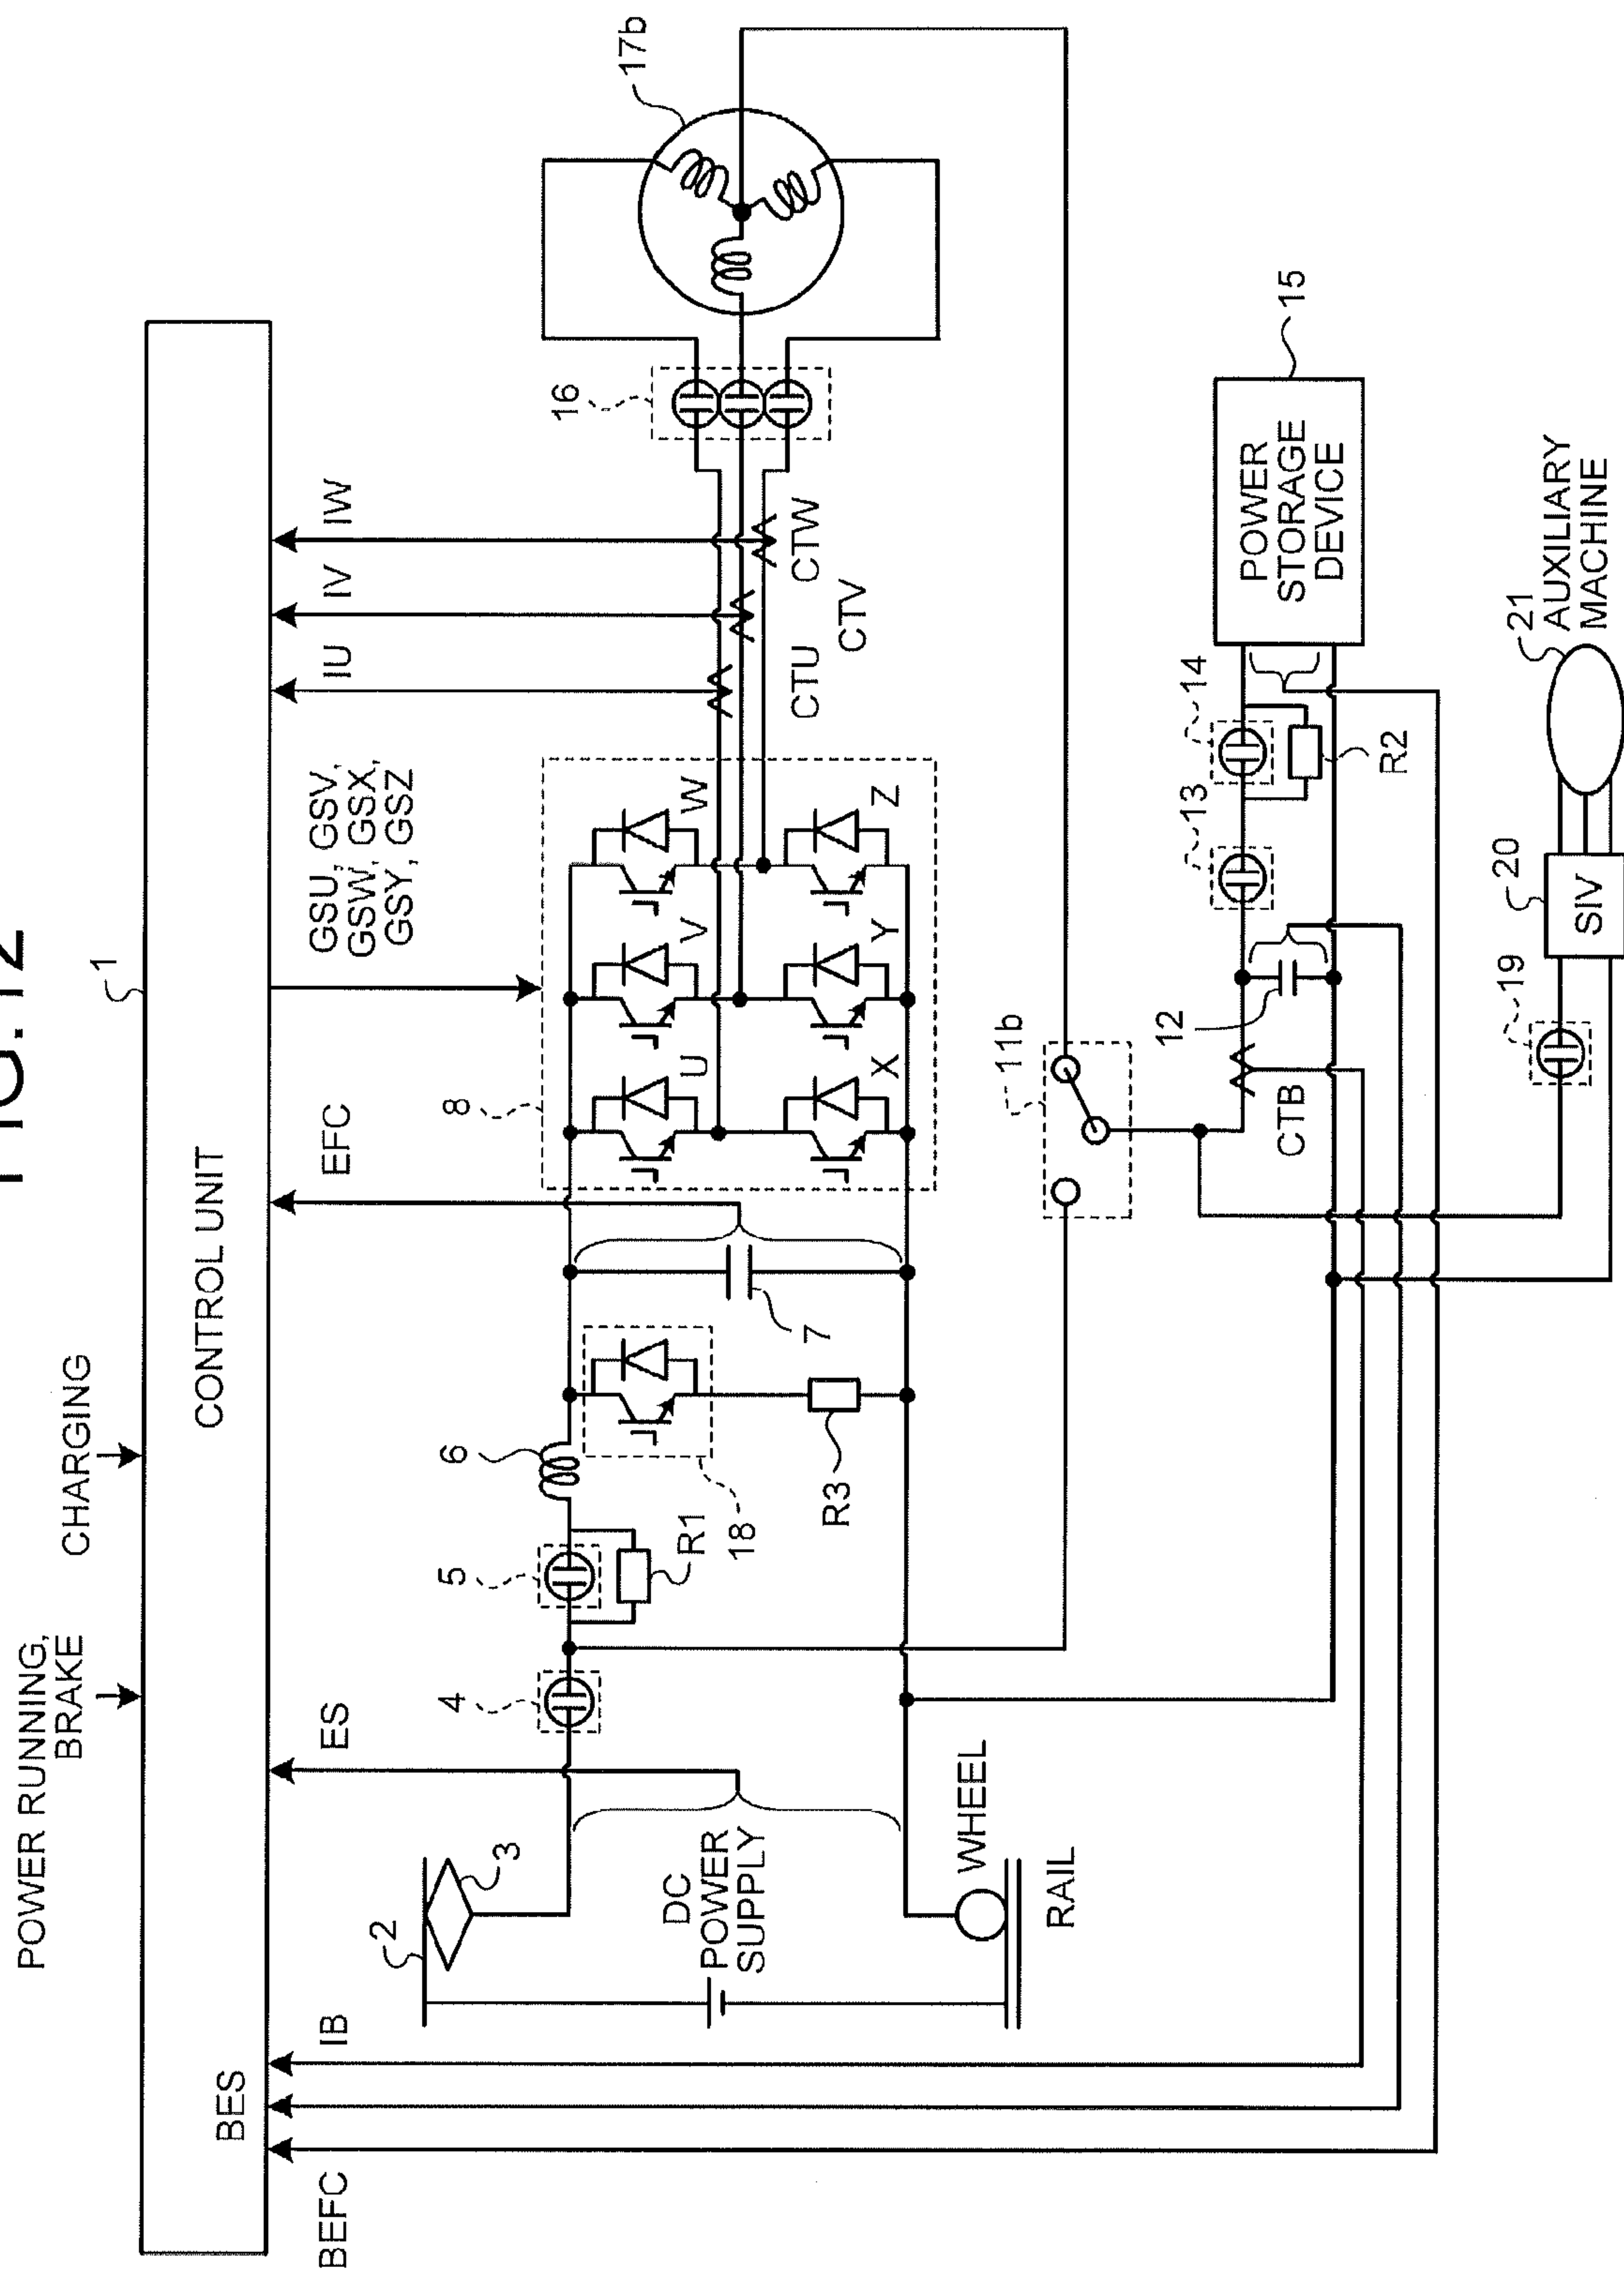 FIG.12
POWER RUNNING,
BRAKE
CHARGING
1
CONTROL UNIT
BES
BEFC
IB
ES
EFC
GSU, GSV,
GSW, GSX,
GSY, GSZ
IU
IV
IW
2
3
4
5
6
R1
18
R3
7
8
U
V
W
X
Y
Z
CTU
CTV
CTW
16
17b
DC
POWER
SUPPLY
WHEEL
RAIL
11b
CTB
12
13
14
R2
15
POWER
STORAGE
DEVICE
19
20
SIV
21
AUXILIARY
MACHINE